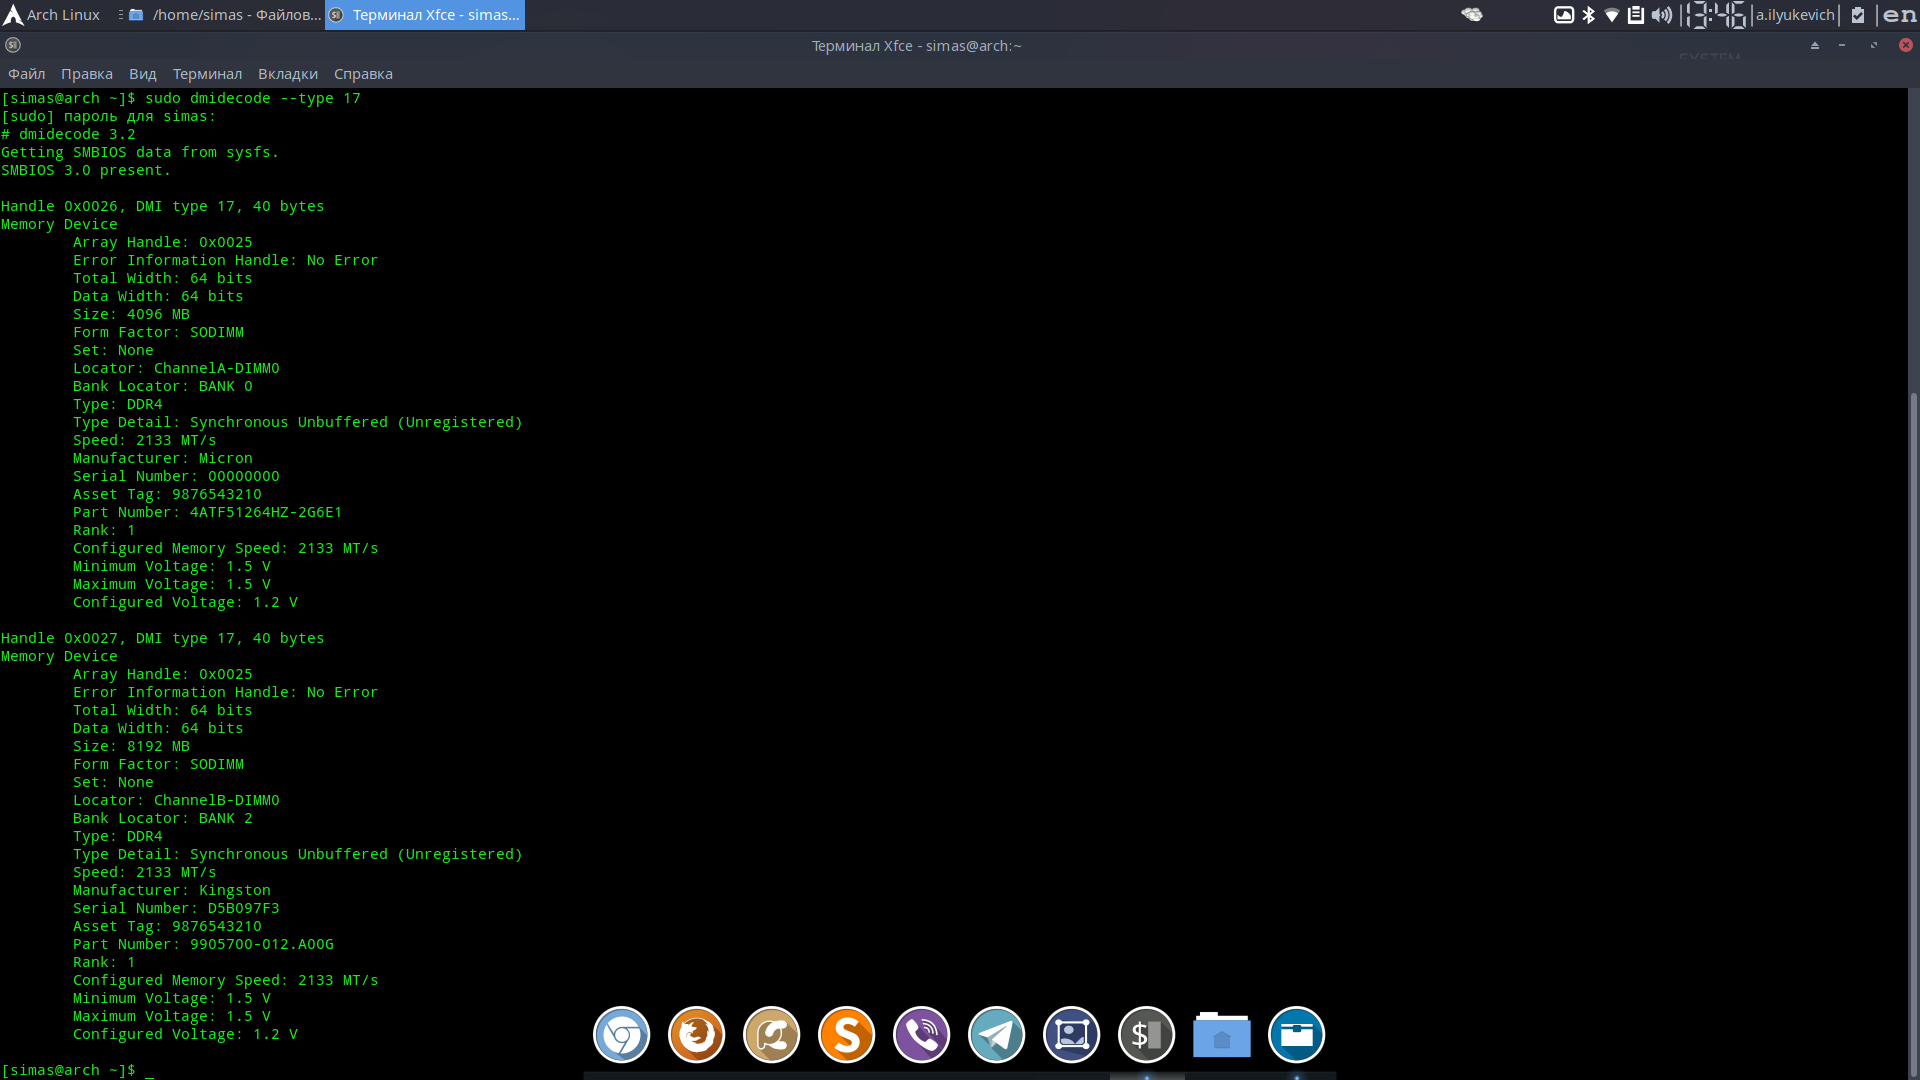 Arch Linux
/home/simas - Файлов...
Терминал Xfce - simas...
13:46
a.ilyukevich
en
Терминал Xfce - simas@arch:~
Файл Правка Вид Терминал Вкладки Справка
[simas@arch ~]$ sudo dmidecode --type 17
[sudo] пароль для simas:
# dmidecode 3.2
Getting SMBIOS data from sysfs.
SMBIOS 3.0 present.
Handle 0x0026, DMI type 17, 40 bytes
Memory Device
Array Handle: 0x0025
Error Information Handle: No Error
Total Width: 64 bits
Data Width: 64 bits
Size: 4096 MB
Form Factor: SODIMM
Set: None
Locator: ChannelA-DIMM0
Bank Locator: BANK 0
Type: DDR4
Type Detail: Synchronous Unbuffered (Unregistered)
Speed: 2133 MT/s
Manufacturer: Micron
Serial Number: 00000000
Asset Tag: 9876543210
Part Number: 4ATF51264HZ-2G6E1
Rank: 1
Configured Memory Speed: 2133 MT/s
Minimum Voltage: 1.5 V
Maximum Voltage: 1.5 V
Configured Voltage: 1.2 V
Handle 0x0027, DMI type 17, 40 bytes
Memory Device
Array Handle: 0x0025
Error Information Handle: No Error
Total Width: 64 bits
Data Width: 64 bits
Size: 8192 MB
Form Factor: SODIMM
Set: None
Locator: ChannelB-DIMM0
Bank Locator: BANK 2
Type: DDR4
Type Detail: Synchronous Unbuffered (Unregistered)
Speed: 2133 MT/s
Manufacturer: Kingston
Serial Number: D5B097F3
Asset Tag: 9876543210
Part Number: 9905700-012.A00G
Rank: 1
Configured Memory Speed: 2133 MT/s
Minimum Voltage: 1.5 V
Maximum Voltage: 1.5 V
Configured Voltage: 1.2 V
[simas@arch ~]$ _